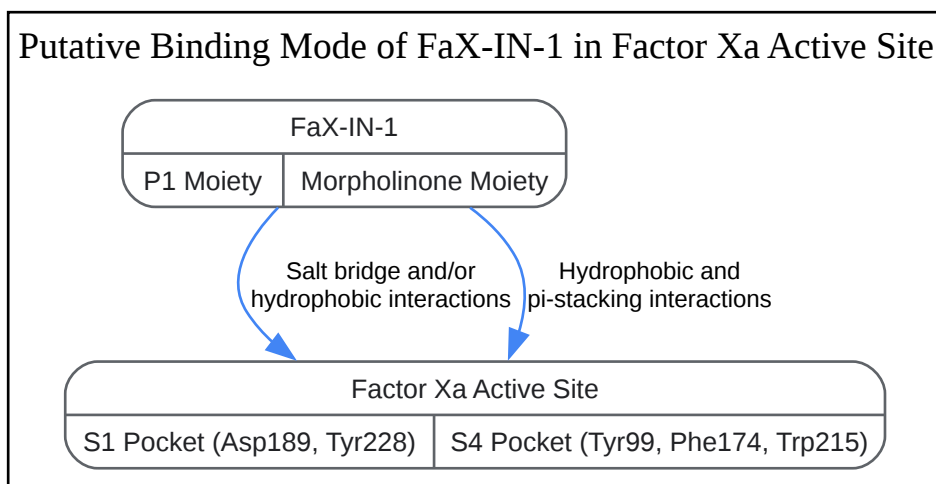 Putative Binding Mode of FaX-IN-1 in Factor Xa Active Site
FaX-IN-1
P1 Moiety
Morpholinone Moiety
Salt bridge and/or
hydrophobic interactions
Hydrophobic and
pi-stacking interactions
Factor Xa Active Site
S1 Pocket (Asp189, Tyr228)
S4 Pocket (Tyr99, Phe174, Trp215)